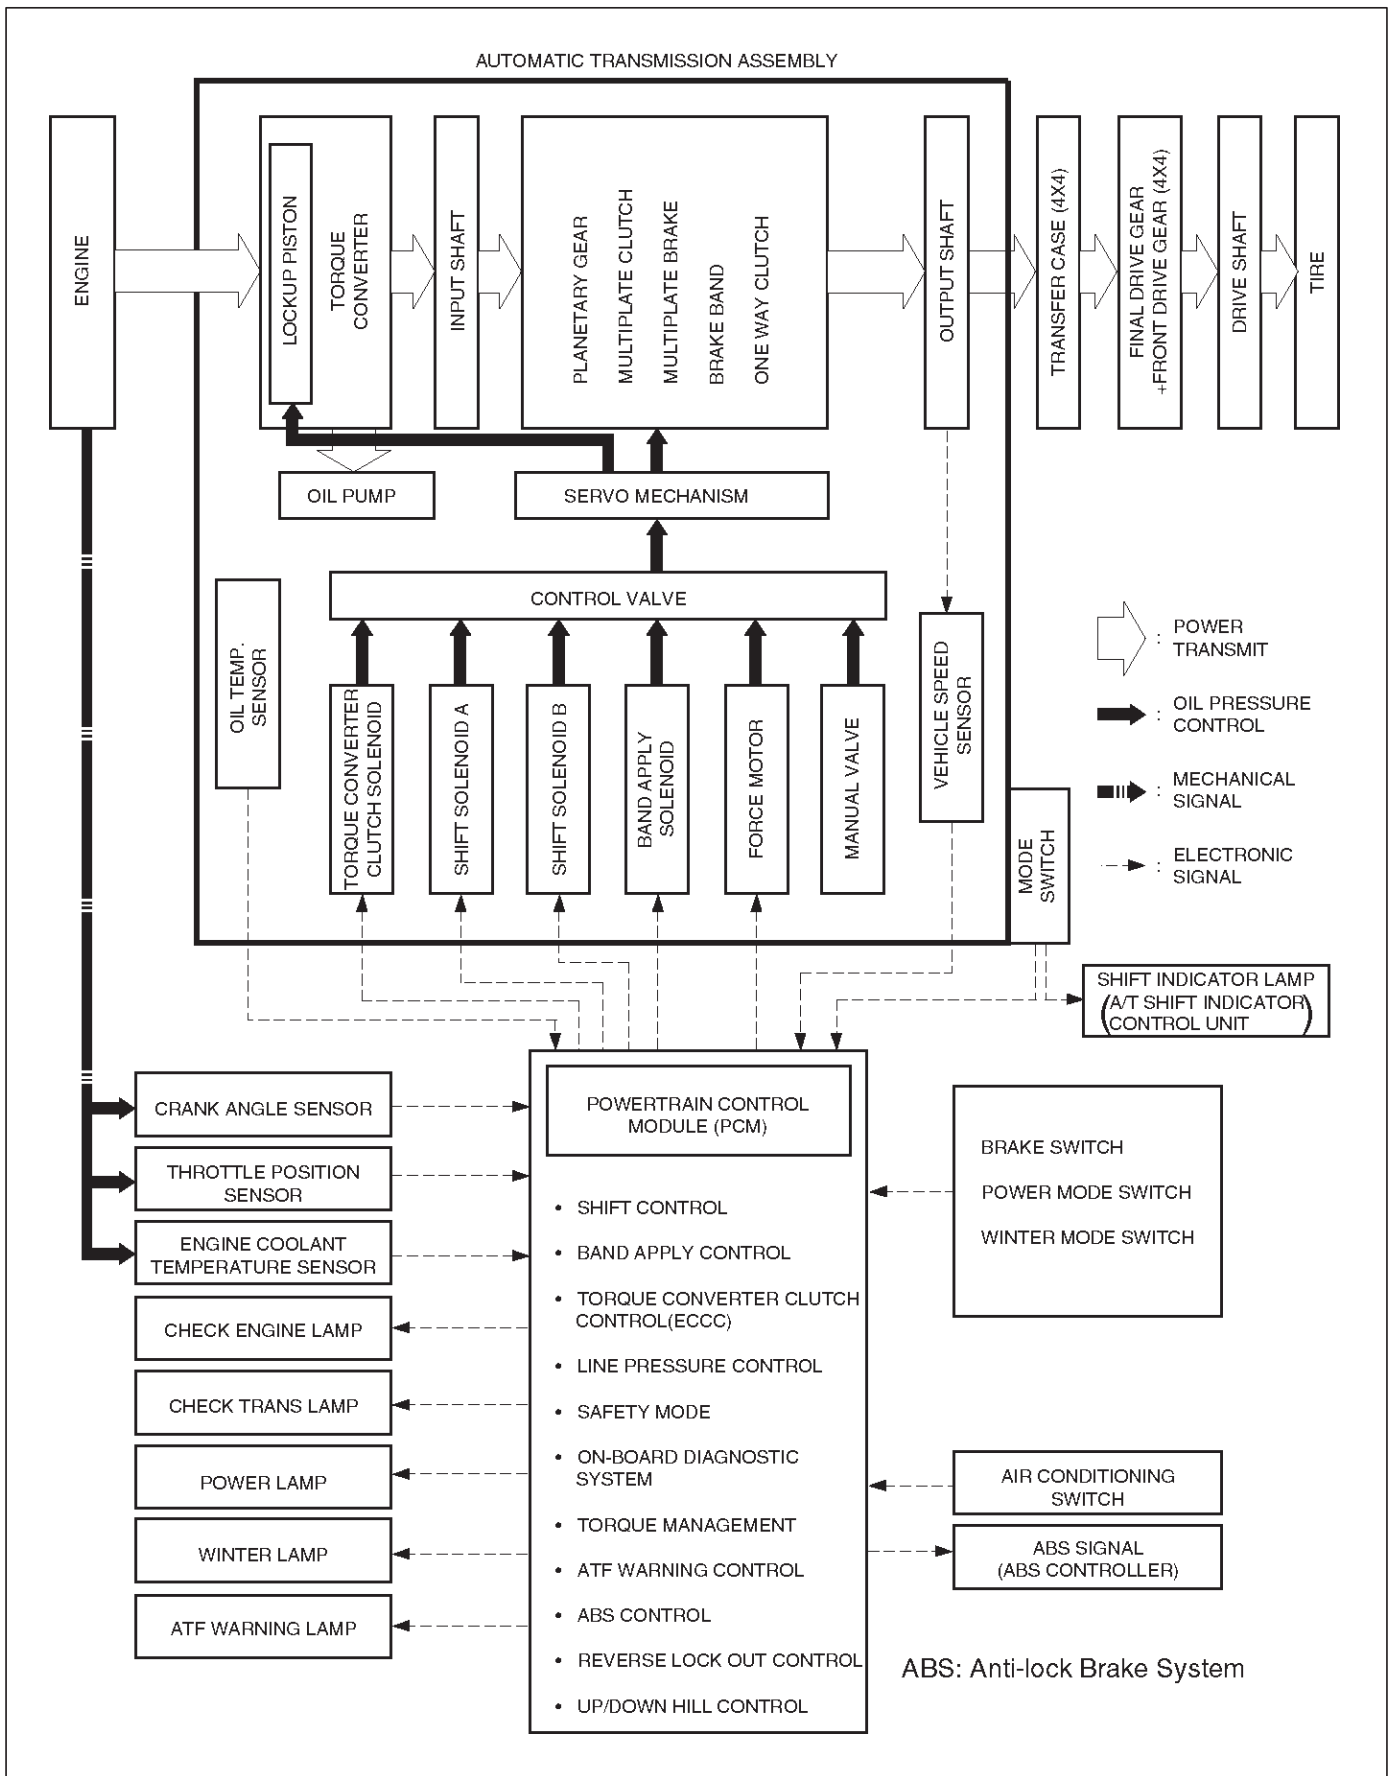 AUTOMATIC TRANSMISSION ASSEMBLY
ENGINE
LOCKUP PISTON
TORQUE
CONVERTER
INPUT SHAFT
PLANETARY GEAR
MULTIPLATE CLUTCH
MULTIPLATE BRAKE
BRAKE BAND
ONE WAY CLUTCH
OUTPUT SHAFT
TRANSFER CASE (4X4)
FINAL DRIVE GEAR
+FRONT DRIVE GEAR (4X4)
DRIVE SHAFT
TIRE
OIL PUMP
SERVO MECHANISM
CONTROL VALVE
OIL TEMP.
SENSOR
TORQUE CONVERTER
CLUTCH SOLENOID
SHIFT SOLENOID A
SHIFT SOLENOID B
BAND APPLY
SOLENOID
FORCE MOTOR
MANUAL VALVE
VEHICLE SPEED
SENSOR
MODE
SWITCH
: POWER
TRANSMIT
: OIL PRESSURE
CONTROL
: MECHANICAL
SIGNAL
: ELECTRONIC
SIGNAL
SHIFT INDICATOR LAMP
(A/T SHIFT INDICATOR
CONTROL UNIT)
CRANK ANGLE SENSOR
THROTTLE POSITION
SENSOR
ENGINE COOLANT
TEMPERATURE SENSOR
CHECK ENGINE LAMP
CHECK TRANS LAMP
POWER LAMP
WINTER LAMP
ATF WARNING LAMP
POWERTRAIN CONTROL
MODULE (PCM)
• SHIFT CONTROL
• BAND APPLY CONTROL
• TORQUE CONVERTER CLUTCH
CONTROL(ECCC)
• LINE PRESSURE CONTROL
• SAFETY MODE
• ON-BOARD DIAGNOSTIC
SYSTEM
• TORQUE MANAGEMENT
• ATF WARNING CONTROL
• ABS CONTROL
• REVERSE LOCK OUT CONTROL
• UP/DOWN HILL CONTROL
BRAKE SWITCH
POWER MODE SWITCH
WINTER MODE SWITCH
AIR CONDITIONING
SWITCH
ABS SIGNAL
(ABS CONTROLLER)
ABS: Anti-lock Brake System